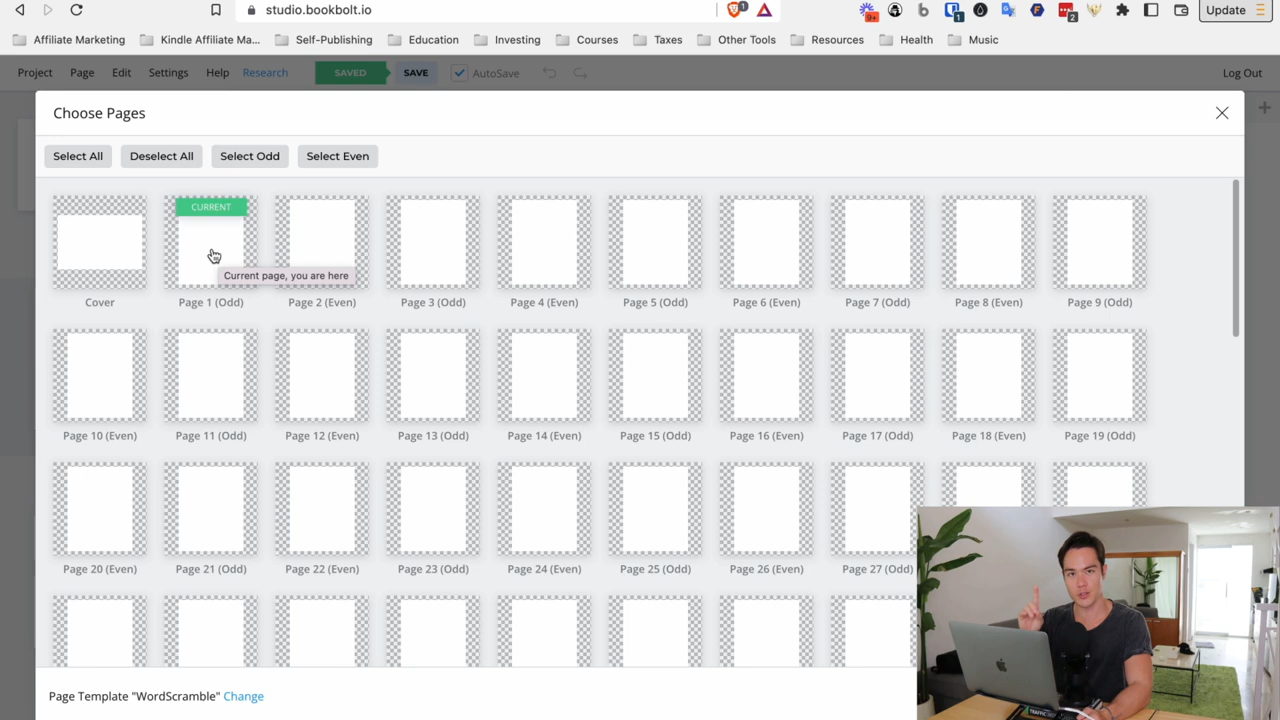 studio.bookbolt.io
1
9+
1
2
Update
Affiliate Marketing
Kindle Affiliate Ma...
Self-Publishing
Education
Investing
Courses
Taxes
Other Tools
Resources
Health
Music
Project
Page
Edit
Settings
Help
Research
SAVED
SAVE
AutoSave
Log Out
Choose Pages
Select All
Deselect All
Select Odd
Select Even
CURRENT
Current page, you are here
Cover
Page 1 (Odd)
Page 2 (Even)
Page 3 (Odd)
Page 4 (Even)
Page 5 (Odd)
Page 6 (Even)
Page 7 (Odd)
Page 8 (Even)
Page 9 (Odd)
Page 10 (Even)
Page 11 (Odd)
Page 12 (Even)
Page 13 (Odd)
Page 14 (Even)
Page 15 (Odd)
Page 16 (Even)
Page 17 (Odd)
Page 18 (Even)
Page 19 (Odd)
Page 20 (Even)
Page 21 (Odd)
Page 22 (Even)
Page 23 (Odd)
Page 24 (Even)
Page 25 (Odd)
Page 26 (Even)
Page 27 (Odd)
Page Template "WordScramble" Change